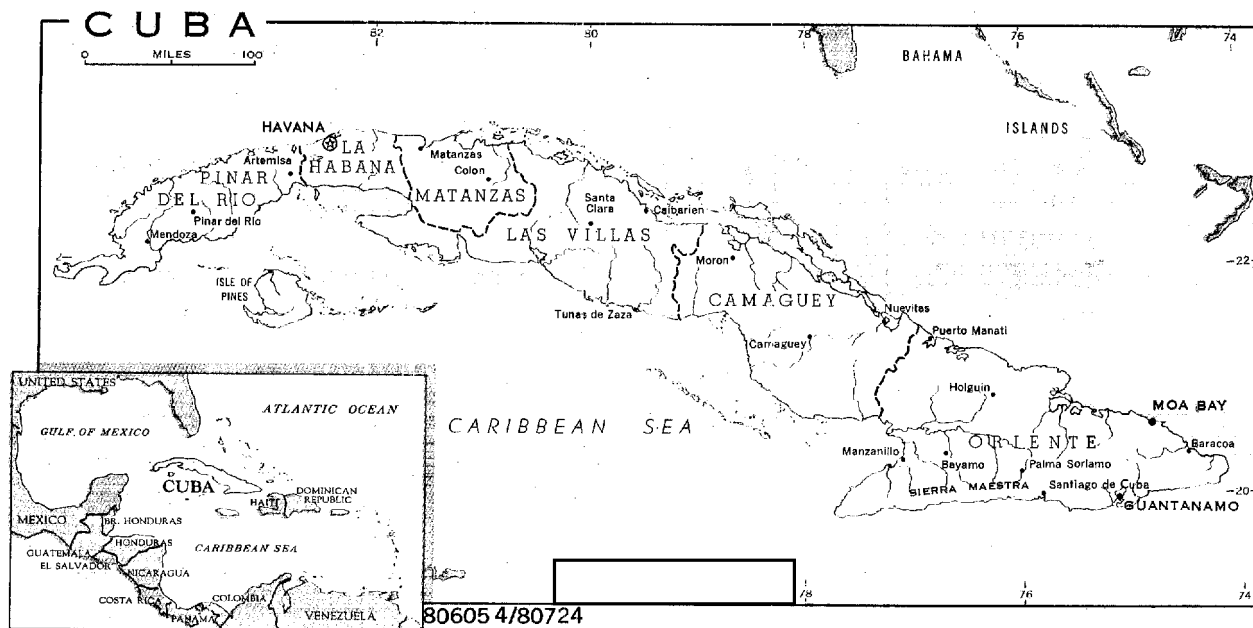 CUBA
0 MILES 100
82
80
78
76
74
BAHAMA
ISLANDS
HAVANA
LA
HABANA
Artemisa
PINAR
DEL RIO
Pinar del Rio
Mendoza
Matanzas
Colon
MATANZAS
Santa
Clara
Caibarien
LAS VILLAS
ISLE OF
PINES
Tunas de Zaza
Moron
CAMAGUEY
Camaguey
Nuevitas
Puerto Manati
22
Holguin
MOA BAY
ORIENTE
Baracoa
Manzanillo
Bayamo
Palma Sorlamo
SIERRA MAESTRA
Santiago de Cuba
GUANTANAMO
20
CARIBBEAN SEA
UNITED STATES
ATLANTIC OCEAN
GULF OF MEXICO
CUBA
HAITI
DOMINICAN
REPUBLIC
MEXICO
BR. HONDURAS
HONDURAS
GUATEMALA
EL SALVADOR
NICARAGUA
CARIBBEAN SEA
COSTA RICA
PANAMA
COLOMBIA
VENEZUELA
80605 4/80724
78
76
74